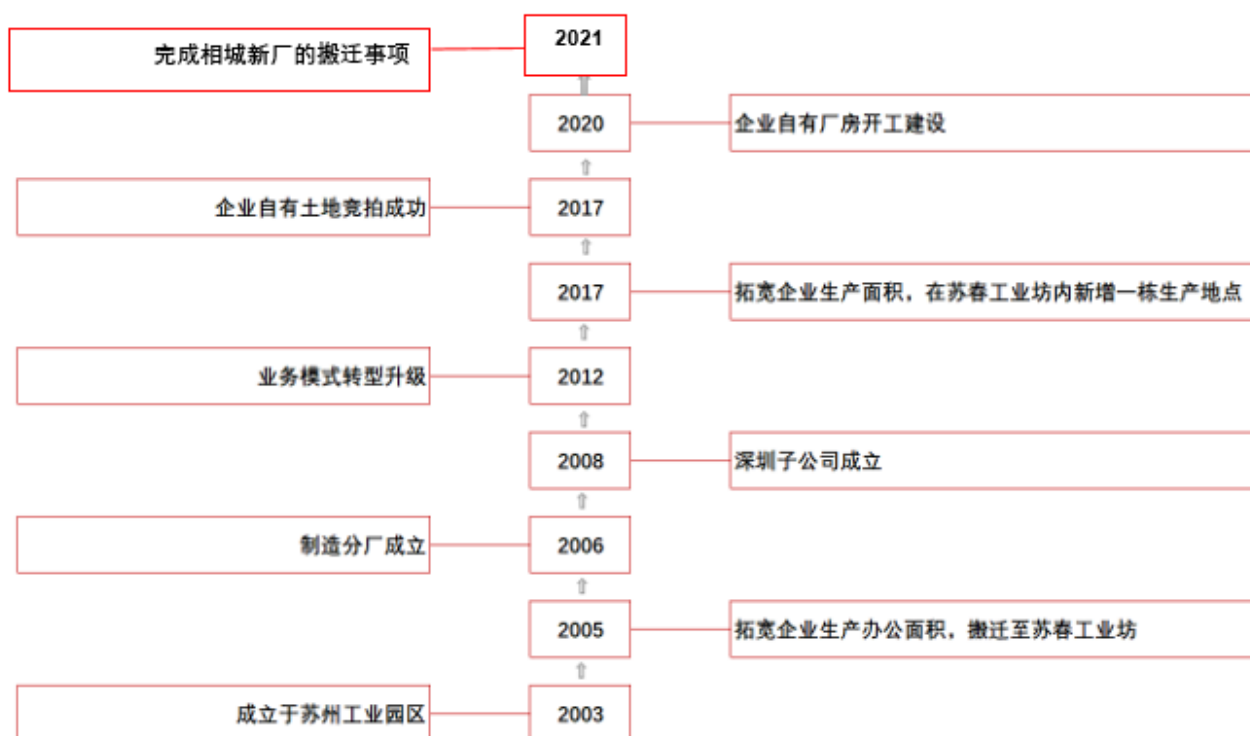 完成相城新厂的搬迁事项
2021
2020
企业自有厂房开工建设
企业自有土地竞拍成功
2017
2017
拓宽企业生产面积，在苏春工业坊内新增一栋生产地点
业务模式转型升级
2012
2008
深圳子公司成立
制造分厂成立
2006
2005
拓宽企业生产办公面积，搬迁至苏春工业坊
成立于苏州工业园区
2003